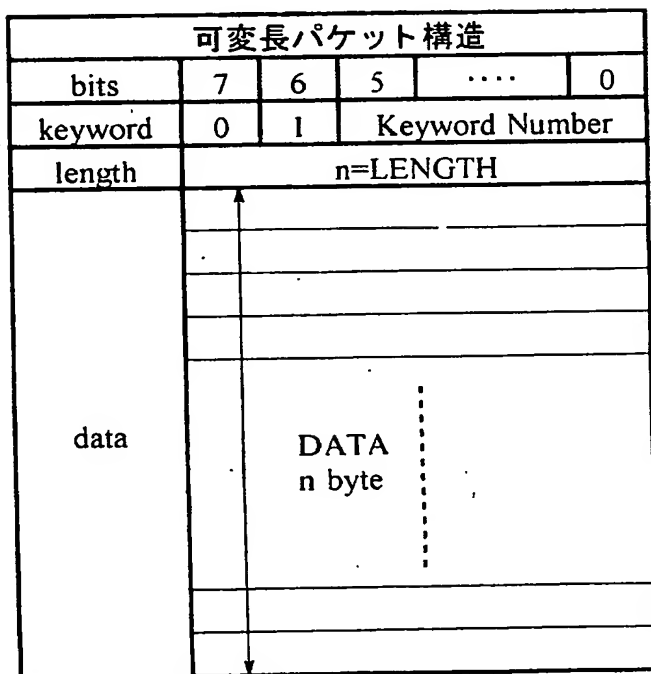 可変長パケット構造
bits 7 6 5 ···· 0
keyword 0 1 Keyword Number
length n=LENGTH
data DATA
n byte